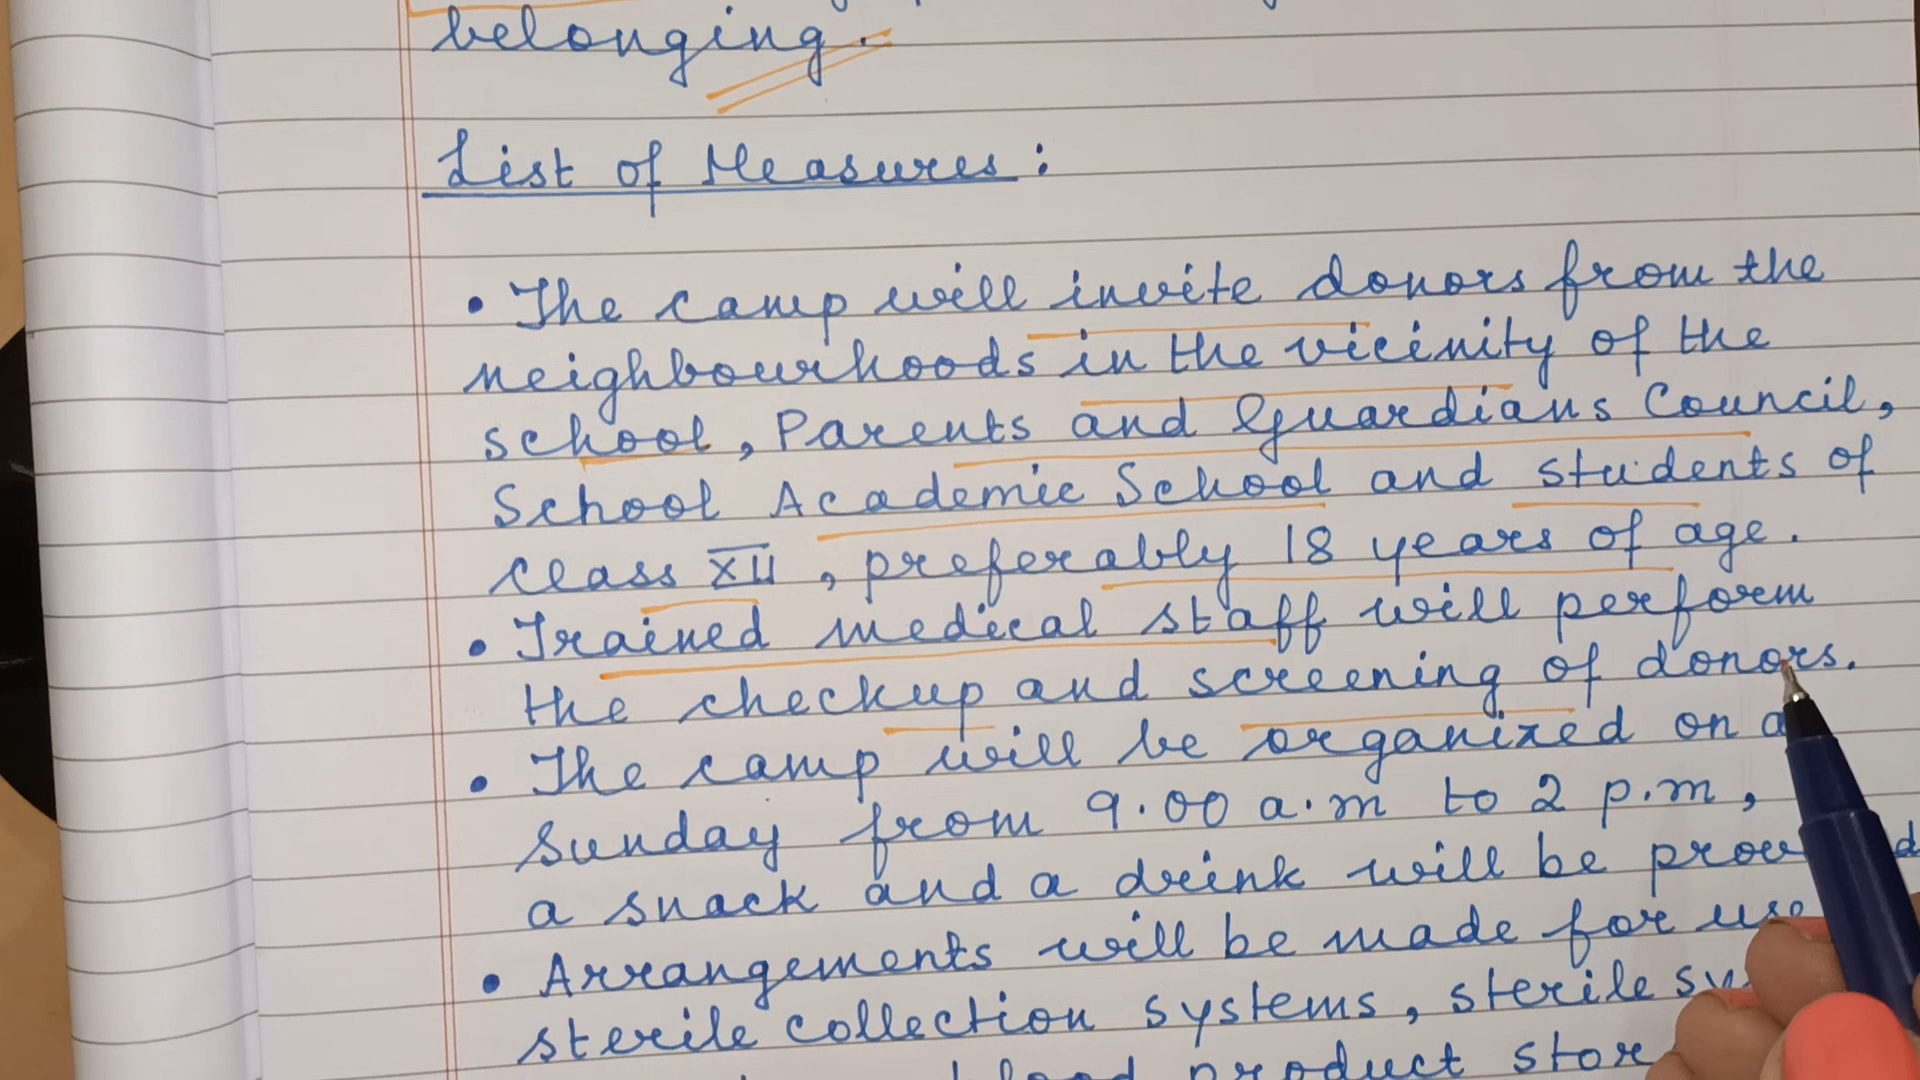 belonging.
List of Measures :
• The camp will invite donors from the
neighbourhoods in the vicinity of the
school, Parents and Guardians Council,
School Academic School and students of
class XII, preferably 18 years of age.
• Trained medical staff will perform
the checkup and screening of donors.
• The camp will be organized on a
Sunday from 9.00 a.m to 2 p.m,
a snack and a drink will be
• Arrangements will be made for use
sterile collection systems, sterile
blood product